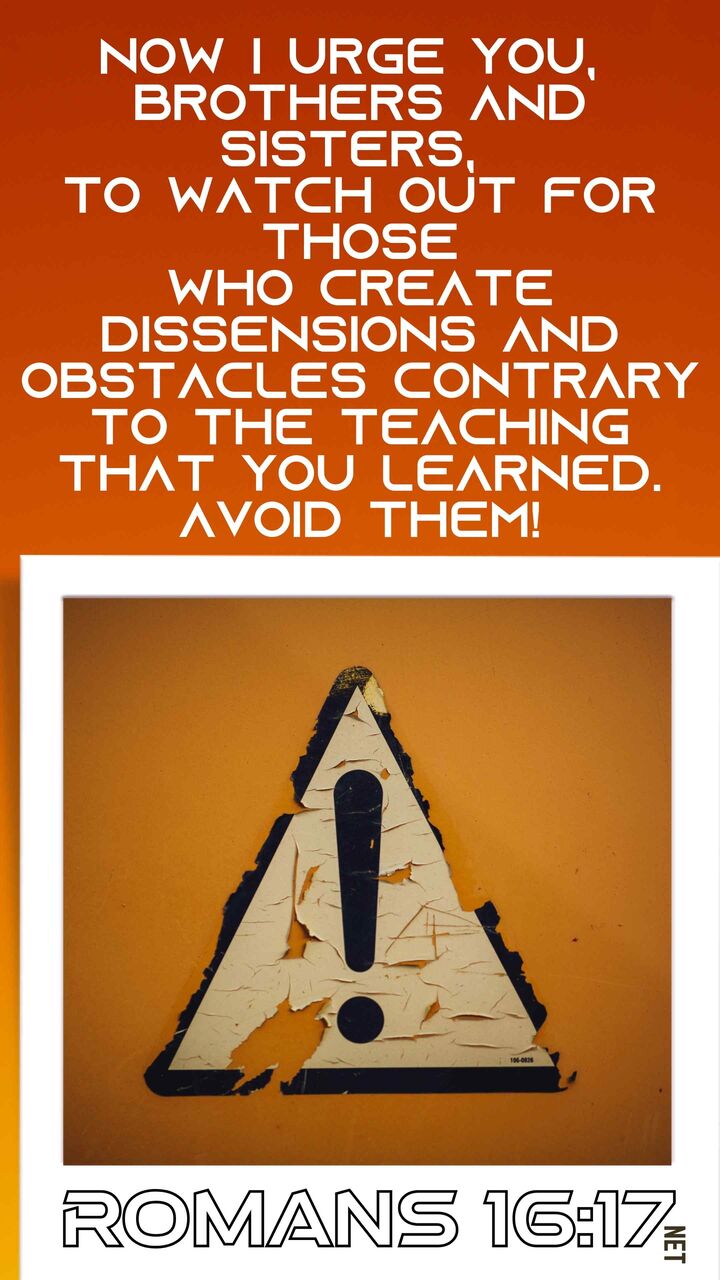 NOW I URGE YOU,
BROTHERS AND
SISTERS,
TO WATCH OUT FOR
THOSE
WHO CREATE
DISSENSIONS AND
OBSTACLES CONTRARY
TO THE TEACHING
THAT YOU LEARNED.
AVOID THEM!
106-0826
ROMANS 16:17
NET